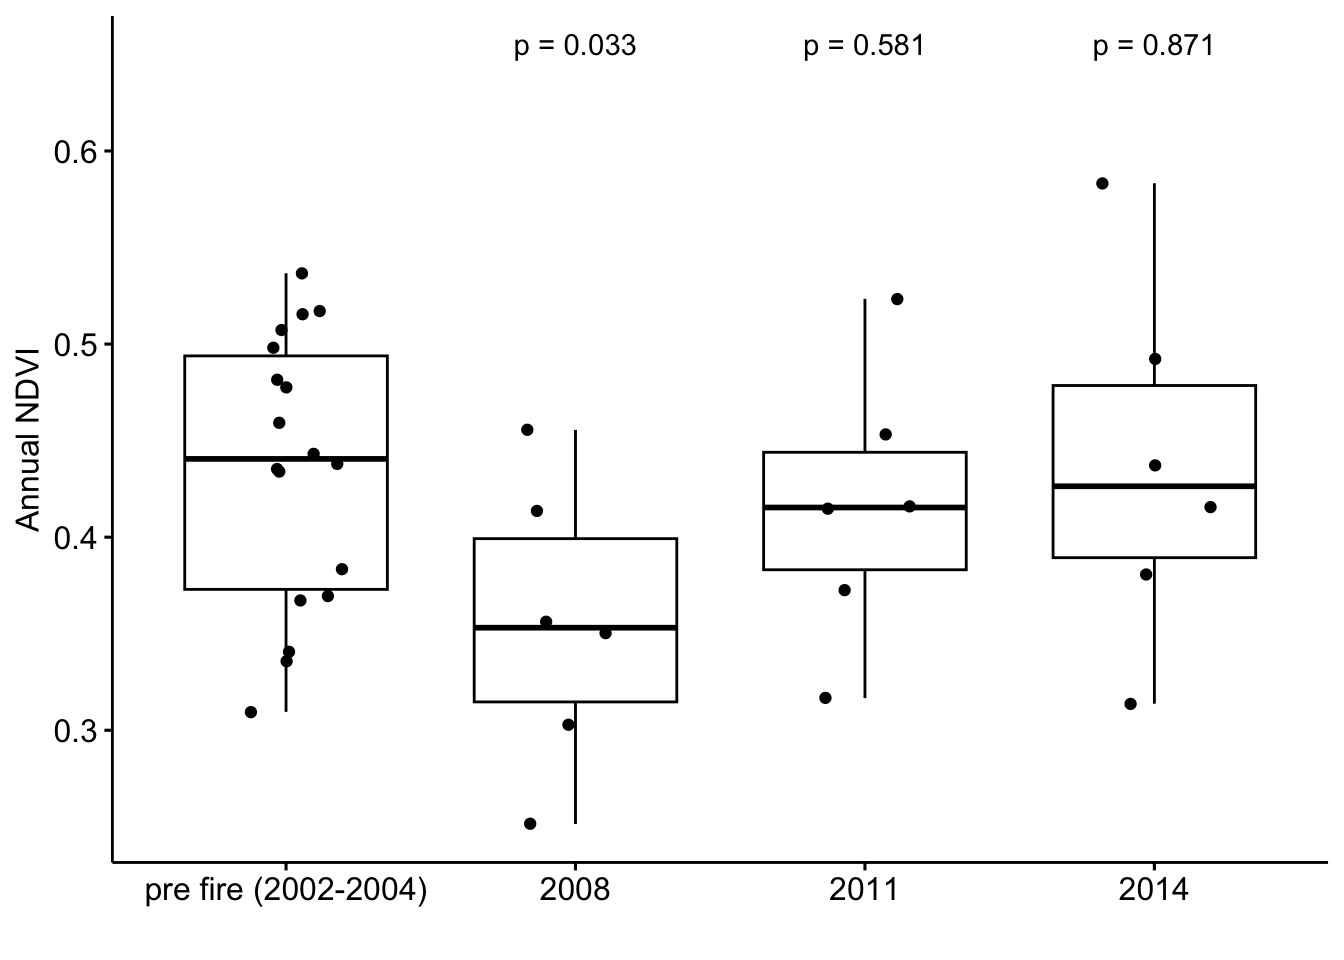 p = 0.033
p = 0.581
p = 0.871
0.6
0.5
0.4
0.3
Annual NDVI
pre fire (2002-2004)
2008
2011
2014